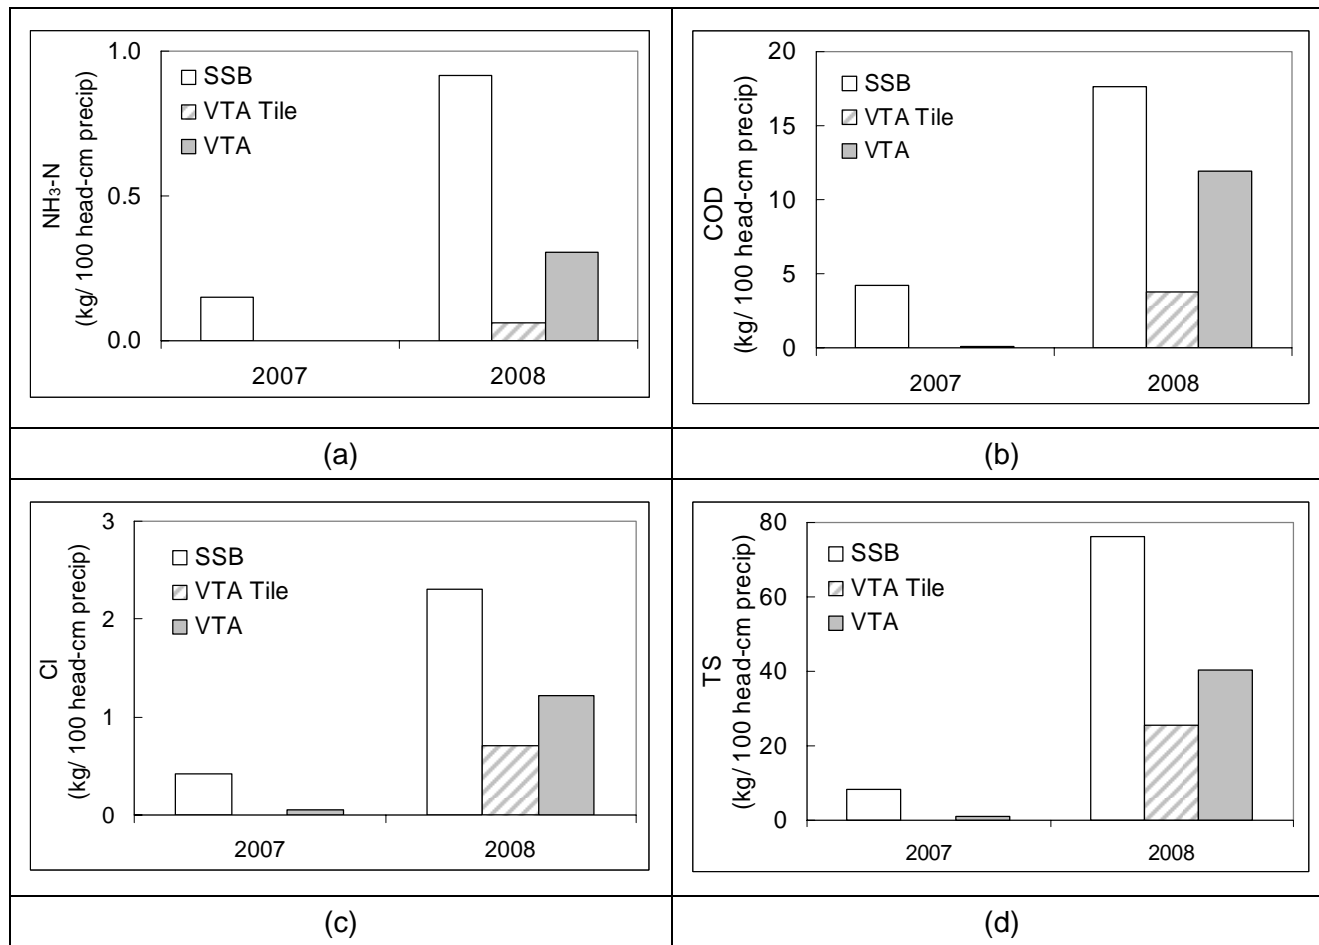 1.0
0.5
0.0
NH₃-N
(kg/ 100 head-cm precip)
SSB
VTA Tile
VTA
2007 2008
(a)
20
15
10
5
0
COD
(kg/ 100 head-cm precip)
SSB
VTA Tile
VTA
2007 2008
(b)
3
2
1
0
Cl
(kg/ 100 head-cm precip)
SSB
VTA Tile
VTA
2007 2008
(c)
80
60
40
20
0
TS
(kg/ 100 head-cm precip)
SSB
VTA Tile
VTA
2007 2008
(d)